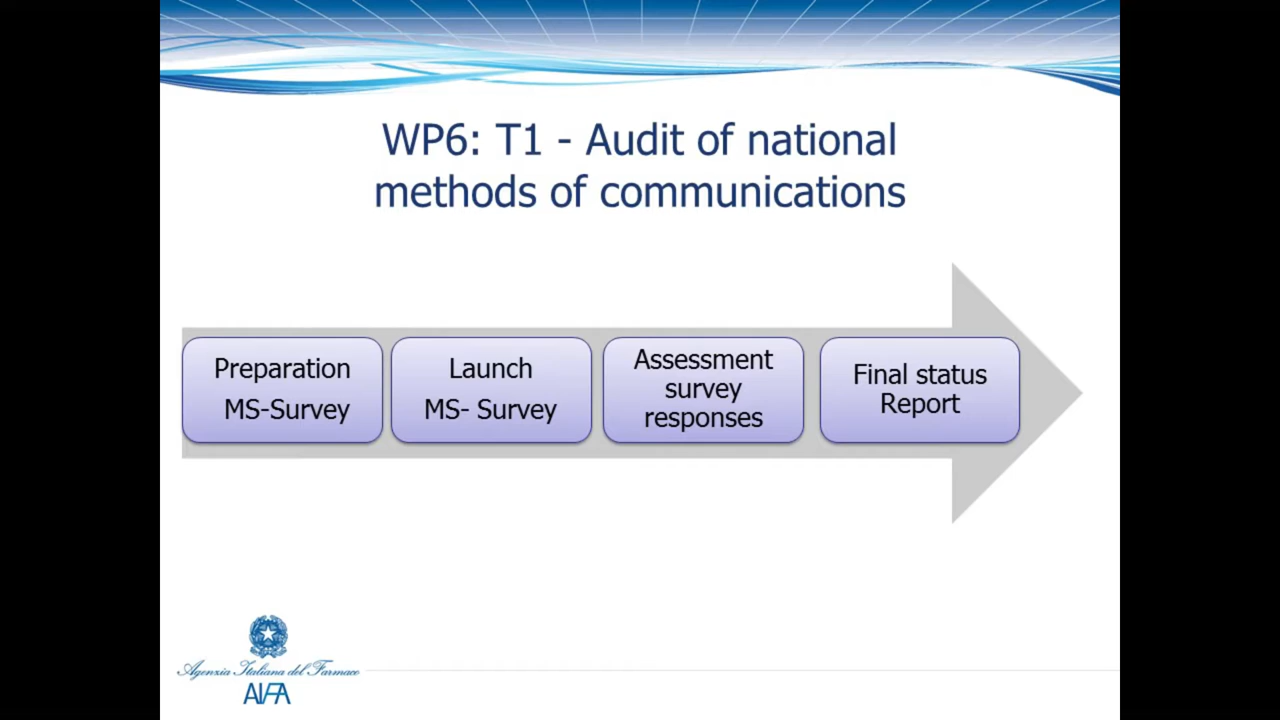 WP6: T1 - Audit of national
methods of communications
Preparation
MS-Survey
Launch
MS- Survey
Assessment
survey
responses
Final status
Report
Agenzia Italiana del Farmaco
AIFA